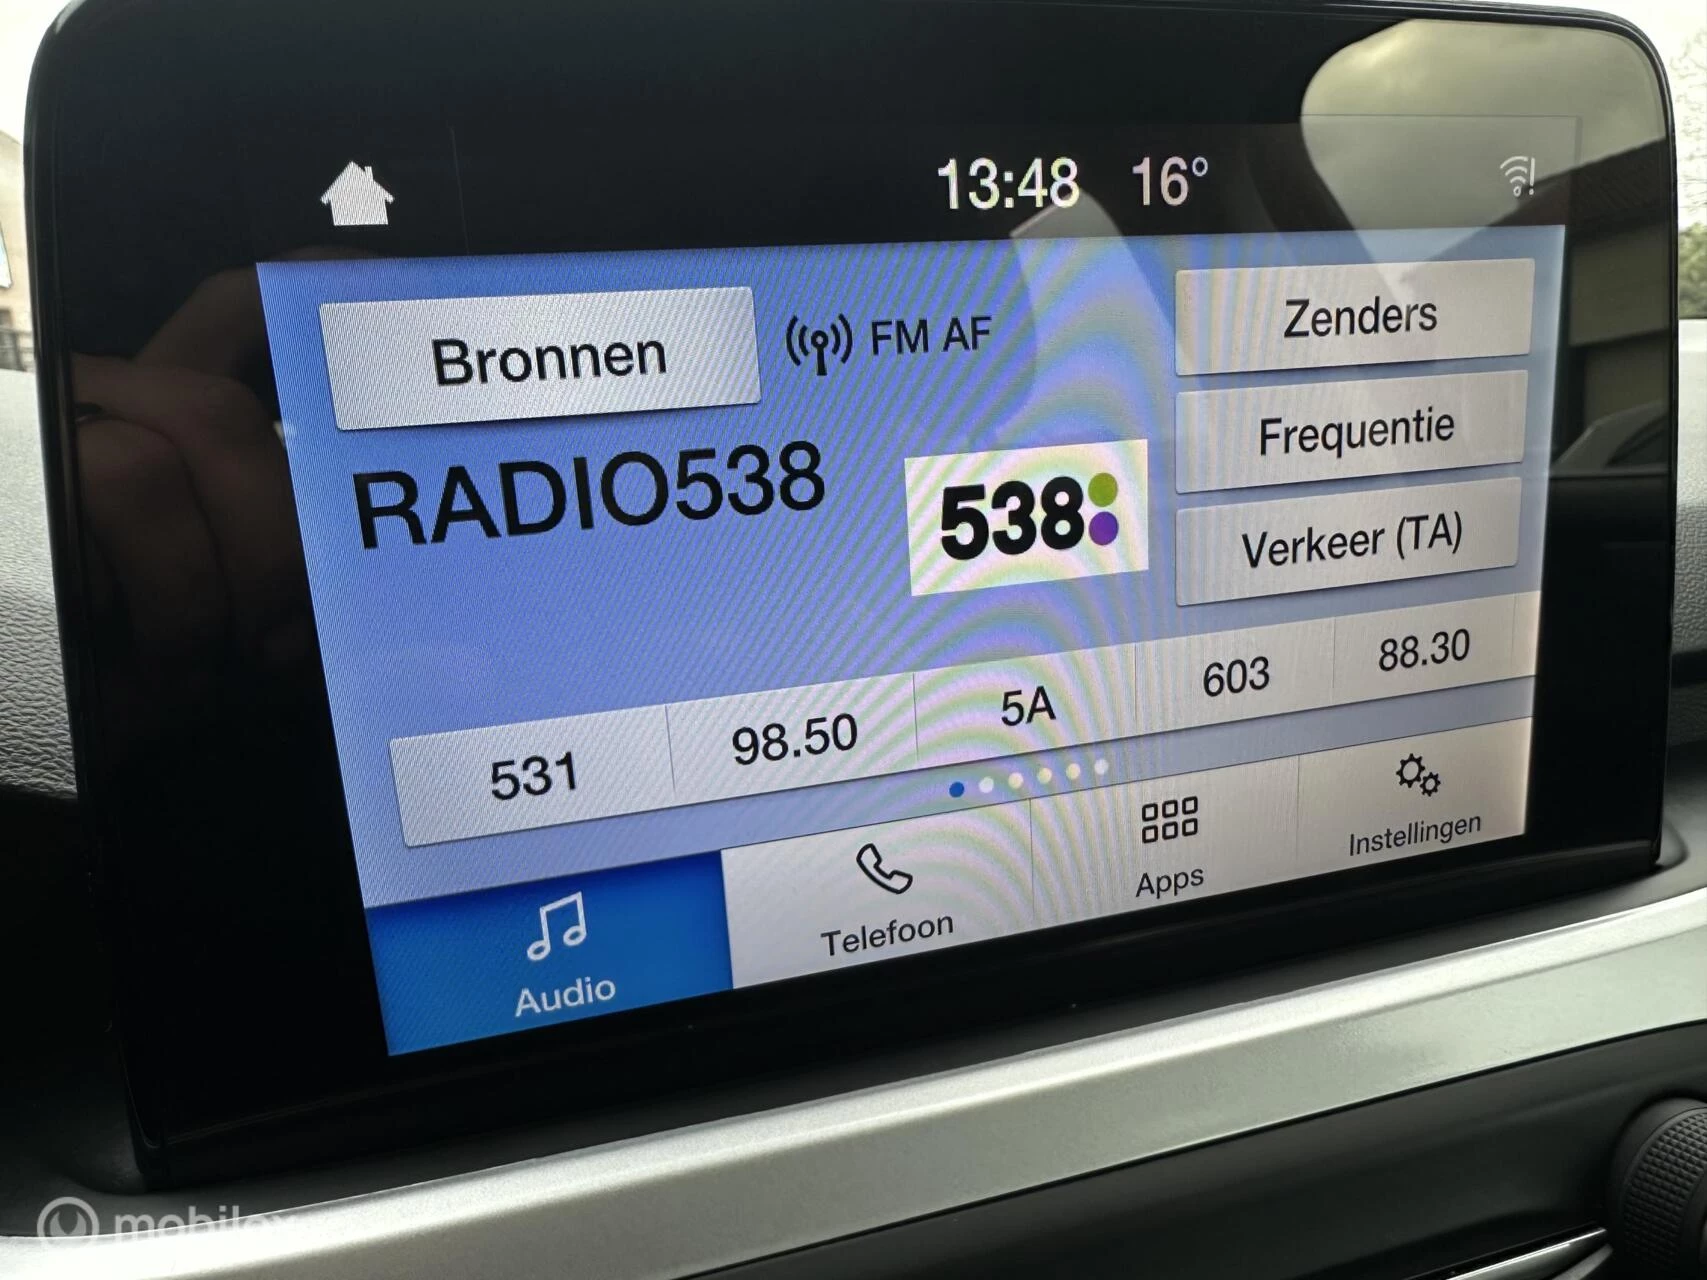 13:48 16°
Bronnen
FM AF
Zenders
RADIO538
538
Frequentie
Verkeer (TA)
531 98.50 5A 603 88.30
Audio
Telefoon
Apps
Instellingen